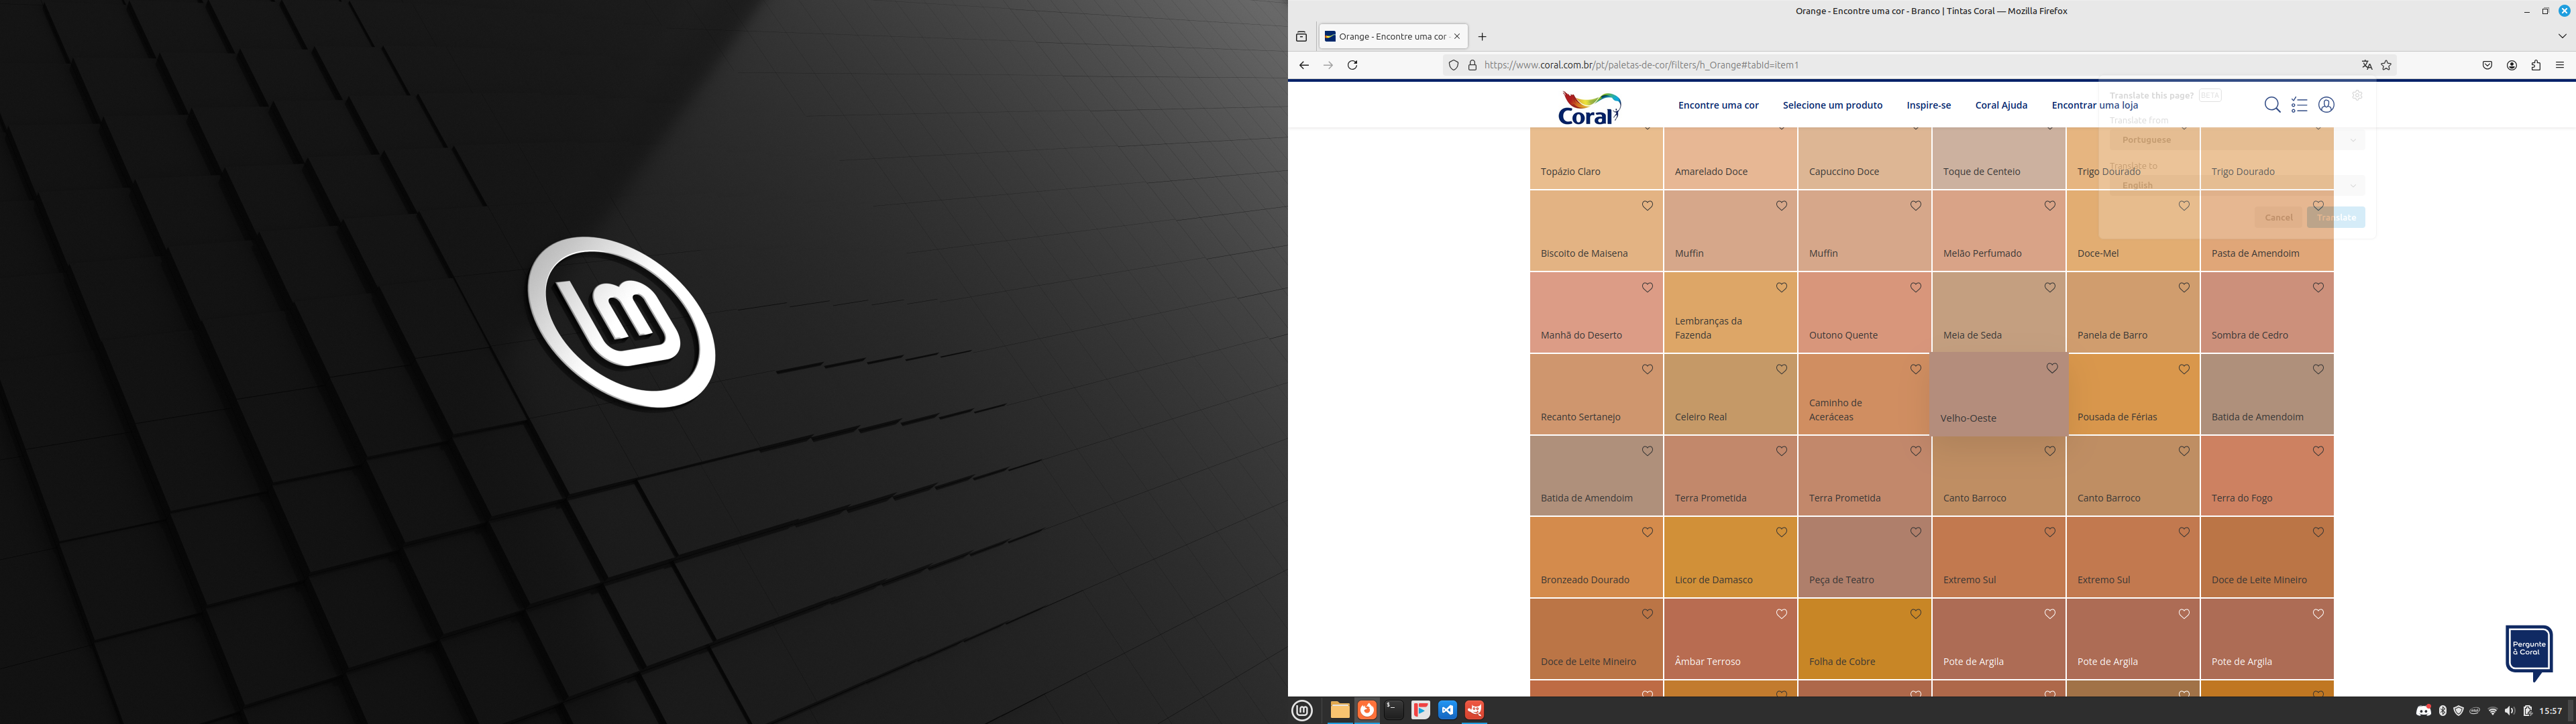 Orange - Encontre uma cor - Branco | Tintas Coral — Mozilla Firefox
Orange - Encontre uma cor
https://www.coral.com.br/pt/paletas-de-cor/filters/h_Orange#tabId=item1
Coral
Encontre uma cor
Selecione um produto
Inspire-se
Coral Ajuda
Encontrar uma loja
Translate this page? BETA
Translate from
Portuguese
Translate to
English
Cancel
Translate
Topázio Claro
Amarelado Doce
Capuccino Doce
Toque de Centeio
Trigo Dourado
Trigo Dourado
Biscoito de Maisena
Muffin
Muffin
Melão Perfumado
Doce-Mel
Pasta de Amendoim
Manhã do Deserto
Lembranças da
Fazenda
Outono Quente
Meia de Seda
Panela de Barro
Sombra de Cedro
Recanto Sertanejo
Celeiro Real
Caminho de
Aceráceas
Velho-Oeste
Pousada de Férias
Batida de Amendoim
Batida de Amendoim
Terra Prometida
Terra Prometida
Canto Barroco
Canto Barroco
Terra do Fogo
Bronzeado Dourado
Licor de Damasco
Peça de Teatro
Extremo Sul
Extremo Sul
Doce de Leite Mineiro
Doce de Leite Mineiro
Âmbar Terroso
Folha de Cobre
Pote de Argila
Pote de Argila
Pote de Argila
Pergunte
à Coral
15:57